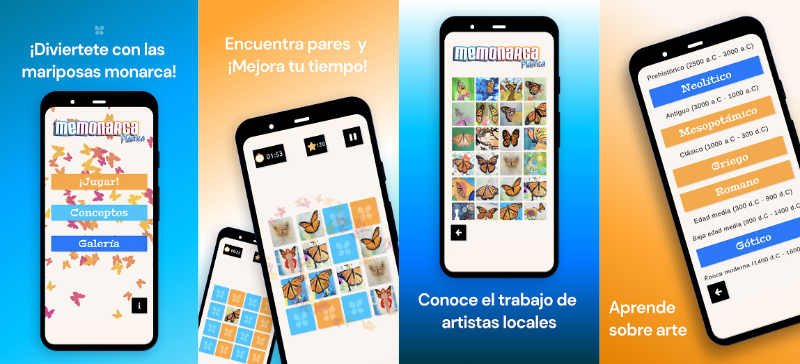 ¡Diviertete con las
mariposas monarca!
MEMONARCA
Plástica
¡Jugar!
Conceptos
Galería
i
Encuentra pares y
¡Mejora tu tiempo!
01:53
130
MEMONARCA
Plástica
Conoce el trabajo de
artistas locales
Prehistórico (2500 a.C - 3000 a.C)
Neolítico
Antiguo (3000 a.C - 1000 a.C)
Mesopotámico
Clásico (1000 a.C - 300 d.C)
Griego
Romano
Edad media (300 d.C - 900 d.C)
Baja edad media (900 d.C - 1400 d.C)
Gótico
Época moderna (1400 d.C - 1800
Aprende
sobre arte